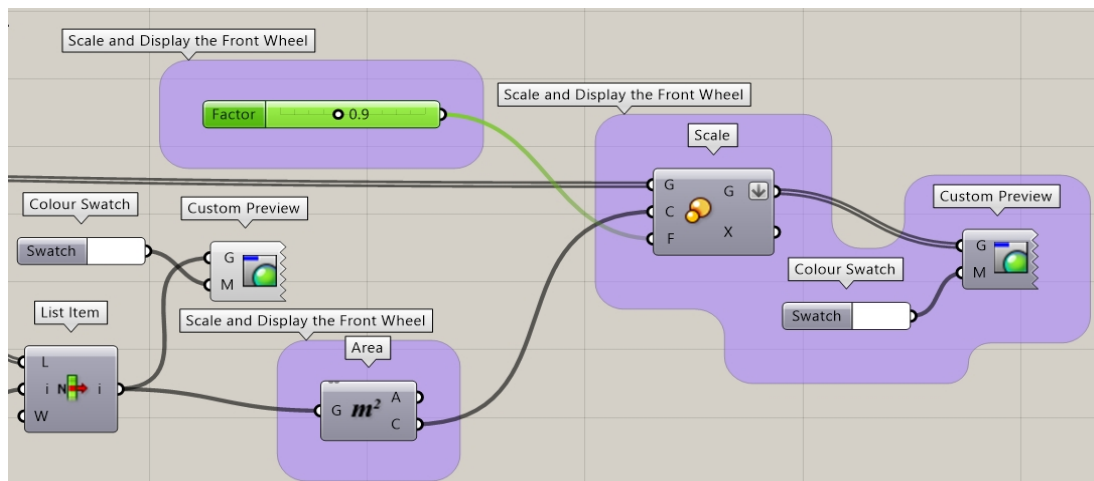 Scale and Display the Front Wheel
Factor 0.9
Scale and Display the Front Wheel
Scale
G G
C
F X
Custom Preview
G
M
Colour Swatch
Swatch
Colour Swatch
Swatch
Custom Preview
G
M
List Item
L
i N i
W
Scale and Display the Front Wheel
Area
G m² A
C